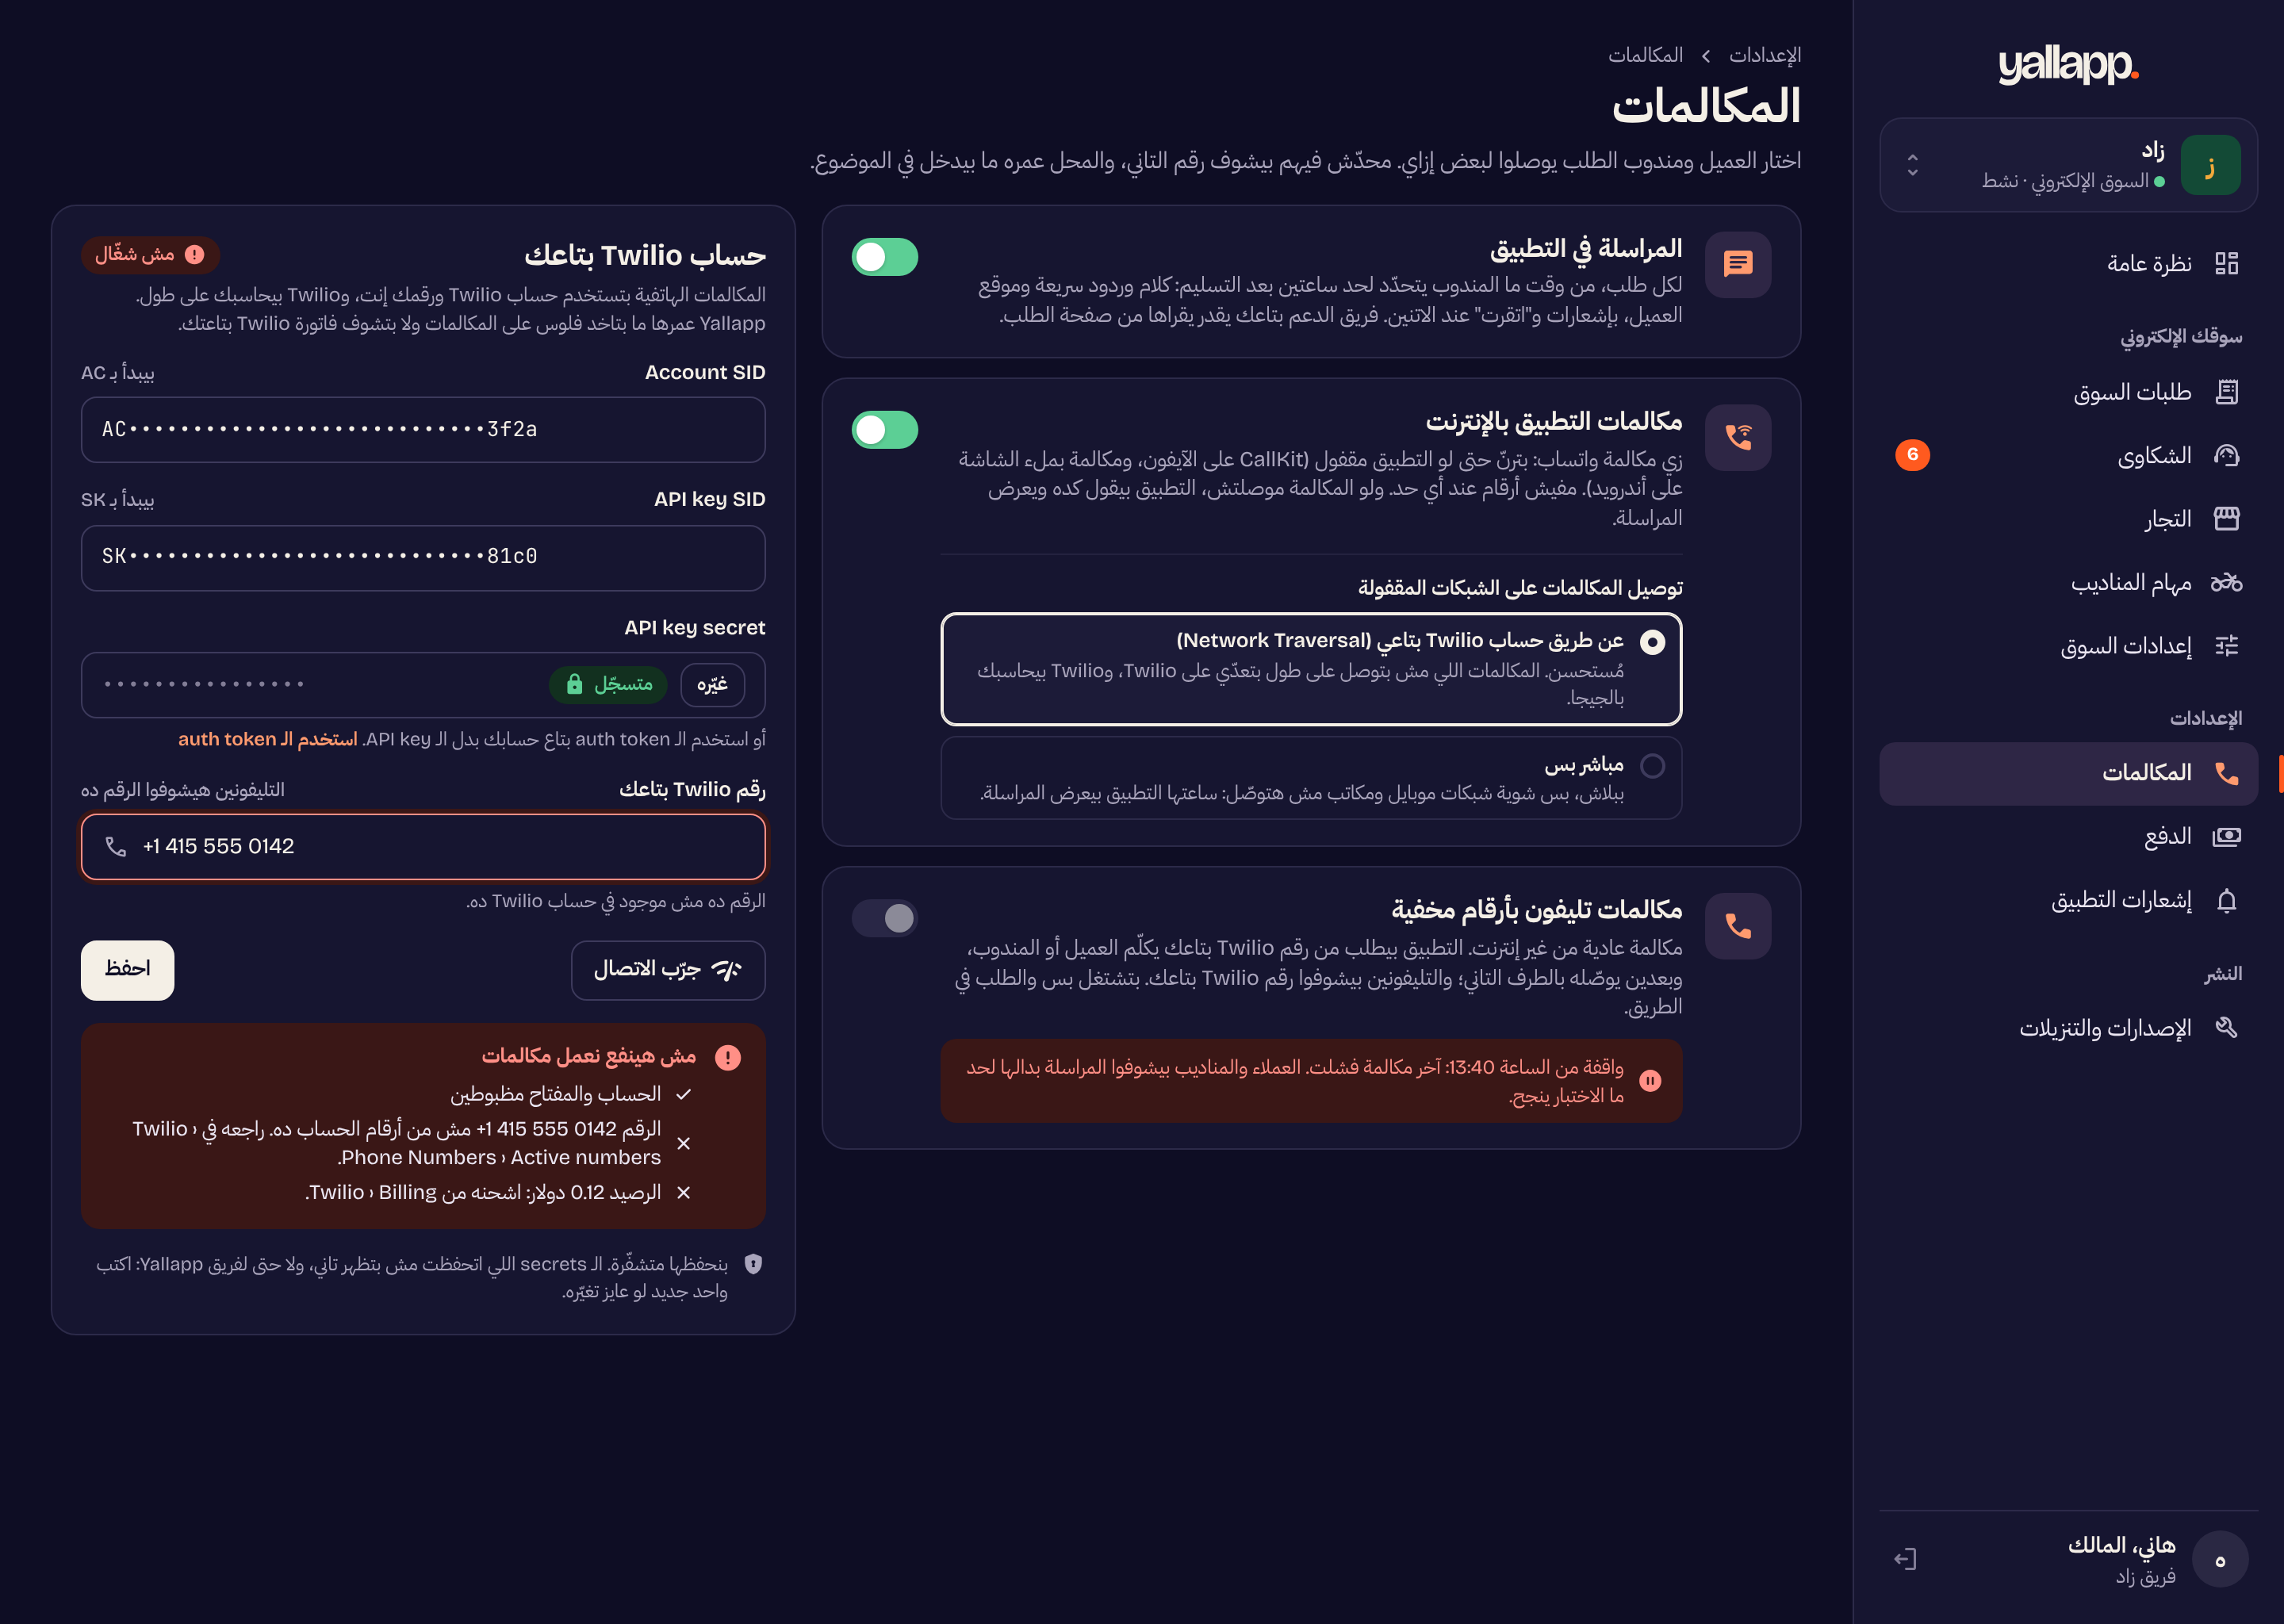 yallapp.
ز
زاد
السوق الإلكتروني · نشط
نظرة عامة
سوقك الإلكتروني
طلبات السوق
الشكاوى
6
التجار
مهام المناديب
إعدادات السوق
الإعدادات
المكالمات
الدفع
إشعارات التطبيق
النشر
الإصدارات والتنزيلات
ه
هاني، المالك
فريق زاد
الإعدادات
المكالمات
المكالمات
اختار العميل ومندوب الطلب يوصلوا لبعض إزاي. محدّش فيهم بيشوف رقم التاني، والمحل عمره ما بيدخل في الموضوع.
المراسلة في التطبيق
لكل طلب، من وقت ما المندوب يتحدّد لحد ساعتين بعد التسليم: كلام وردود سريعة وموقع
العميل، بإشعارات و"اتقرت" عند الاتنين. فريق الدعم بتاعك يقدر يقراها من صفحة الطلب.
مكالمات التطبيق بالإنترنت
زي مكالمة واتساب: بترنّ حتى لو التطبيق مقفول (CallKit على الآيفون، ومكالمة بملء الشاشة
على أندرويد). مفيش أرقام عند أي حد. ولو المكالمة موصلتش، التطبيق بيقول كده ويعرض
المراسلة.
توصيل المكالمات على الشبكات المقفولة
عن طريق حساب Twilio بتاعي (Network Traversal)
مُستحسن. المكالمات اللي مش بتوصل على طول بتعدّي على Twilio، وTwilio بيحاسبك
بالجيجا.
مباشر بس
ببلاش، بس شوية شبكات موبايل ومكاتب مش هتوصّل: ساعتها التطبيق بيعرض المراسلة.
مكالمات تليفون بأرقام مخفية
مكالمة عادية من غير إنترنت. التطبيق بيطلب من رقم Twilio بتاعك يكلّم العميل أو المندوب،
وبعدين يوصّله بالطرف التاني؛ والتليفونين بيشوفوا رقم Twilio بتاعك. بتشتغل بس والطلب في
الطريق.
واقفة من الساعة 13:40: آخر مكالمة فشلت. العملاء والمناديب بيشوفوا المراسلة بدالها لحد
ما الاختبار ينجح.
حساب Twilio بتاعك
مش شغّال
المكالمات الهاتفية بتستخدم حساب Twilio ورقمك إنت، وTwilio بيحاسبك على طول.
Yallapp عمرها ما بتاخد فلوس على المكالمات ولا بتشوف فاتورة Twilio بتاعتك.
Account SID
بيبدأ بـ AC
AC••••••••••••••••••••••••••••3f2a
API key SID
بيبدأ بـ SK
SK••••••••••••••••••••••••••••81c0
API key secret
غيّره
متسجّل
••••••••••••••••
أو استخدم الـ auth token بتاع حسابك بدل الـ API key. استخدم الـ auth token
رقم Twilio بتاعك
التليفونين هيشوفوا الرقم ده
+1 415 555 0142
الرقم ده مش موجود في حساب Twilio ده.
جرّب الاتصال
احفظ
مش هينفع نعمل مكالمات
الحساب والمفتاح مظبوطين
الرقم 0142 555 415 1+ مش من أرقام الحساب ده. راجعه في Twilio ›
Phone Numbers › Active numbers.
الرصيد 0.12 دولار: اشحنه من Twilio › Billing.
بنحفظها متشفّرة. الـ secrets اللي اتحفظت مش بتظهر تاني، ولا حتى لفريق Yallapp: اكتب
واحد جديد لو عايز تغيّره.